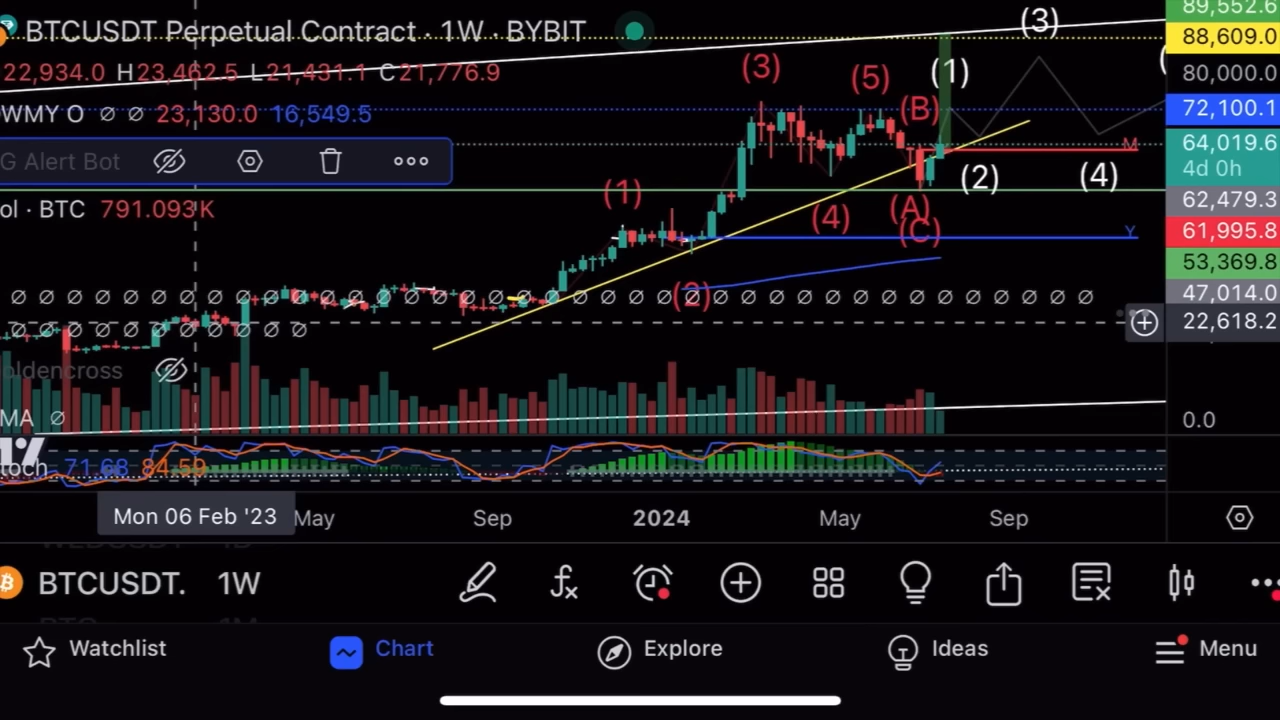 BTCUSDT Perpetual Contract · 1W · BYBIT
22,934.0 H23,462.5 L21,431.1 C21,776.9
WMY O Ø Ø 23,130.0 16,549.5
G Alert Bot
ol · BTC 791.093K
oldencross
MA Ø
toch 71.68 84.59
(1)
(2)
(3)
(4)
(5)
(A)
(B)
(C)
(1)
(2)
(3)
(4)
M
Y
89,552.6
88,609.0
80,000.0
72,100.1
64,019.6
4d 0h
62,479.3
61,995.8
53,369.8
47,014.0
22,618.2
0.0
Mon 06 Feb '23 May Sep 2024 May Sep
BTCUSDT. 1W
Watchlist Chart Explore Ideas Menu